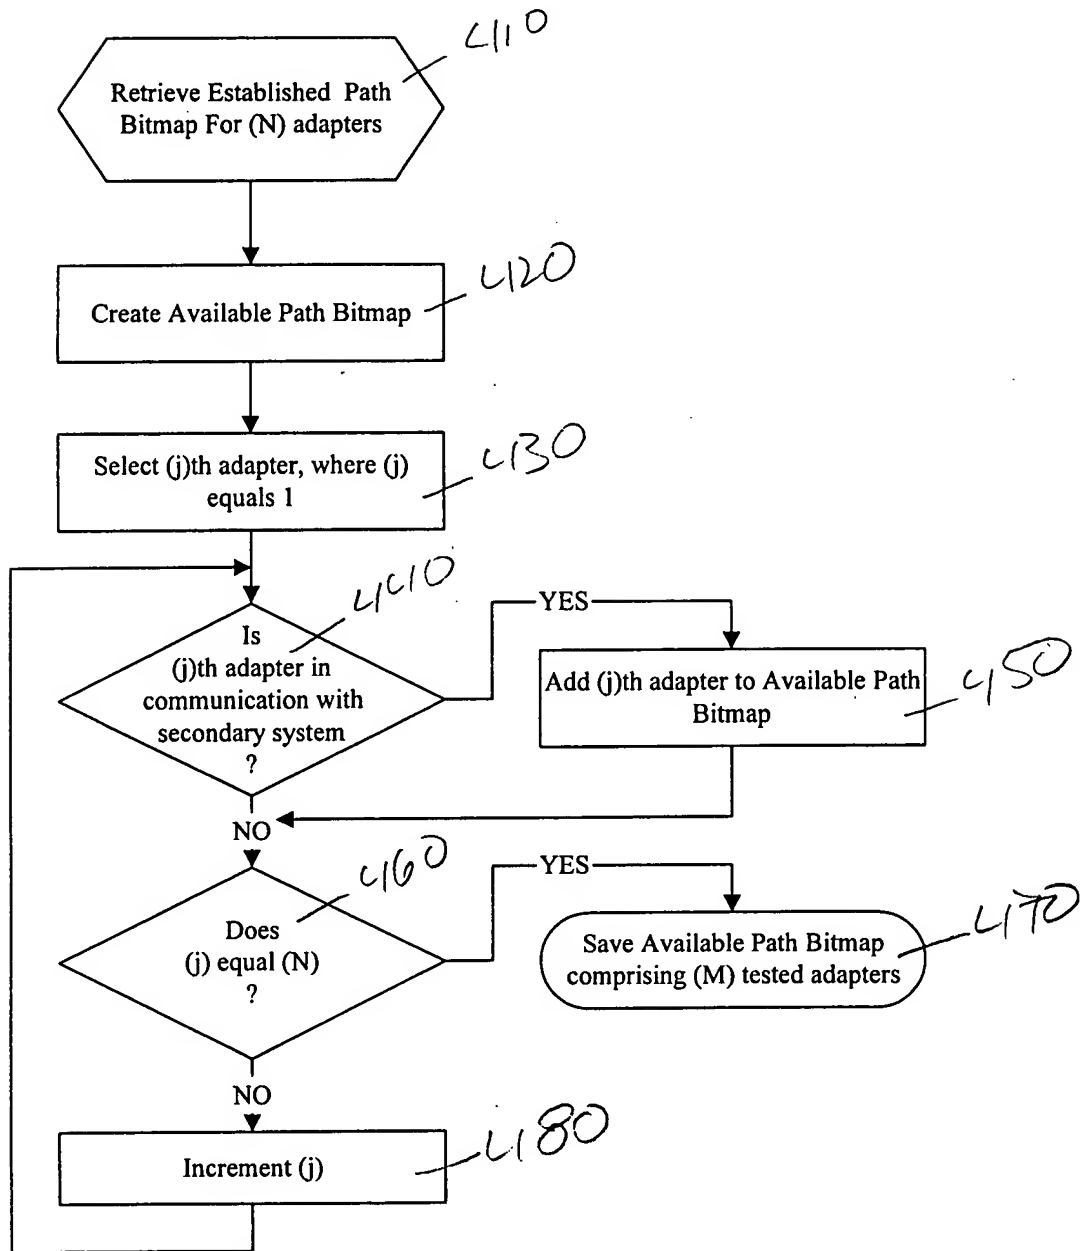 410
Retrieve Established Path
Bitmap For (N) adapters
420
Create Available Path Bitmap
430
Select (j)th adapter, where (j)
equals 1
440
Is
(j)th adapter in
communication with
secondary system
?
YES
450
Add (j)th adapter to Available Path
Bitmap
NO
460
Does
(j) equal (N)
?
YES
470
Save Available Path Bitmap
comprising (M) tested adapters
NO
480
Increment (j)